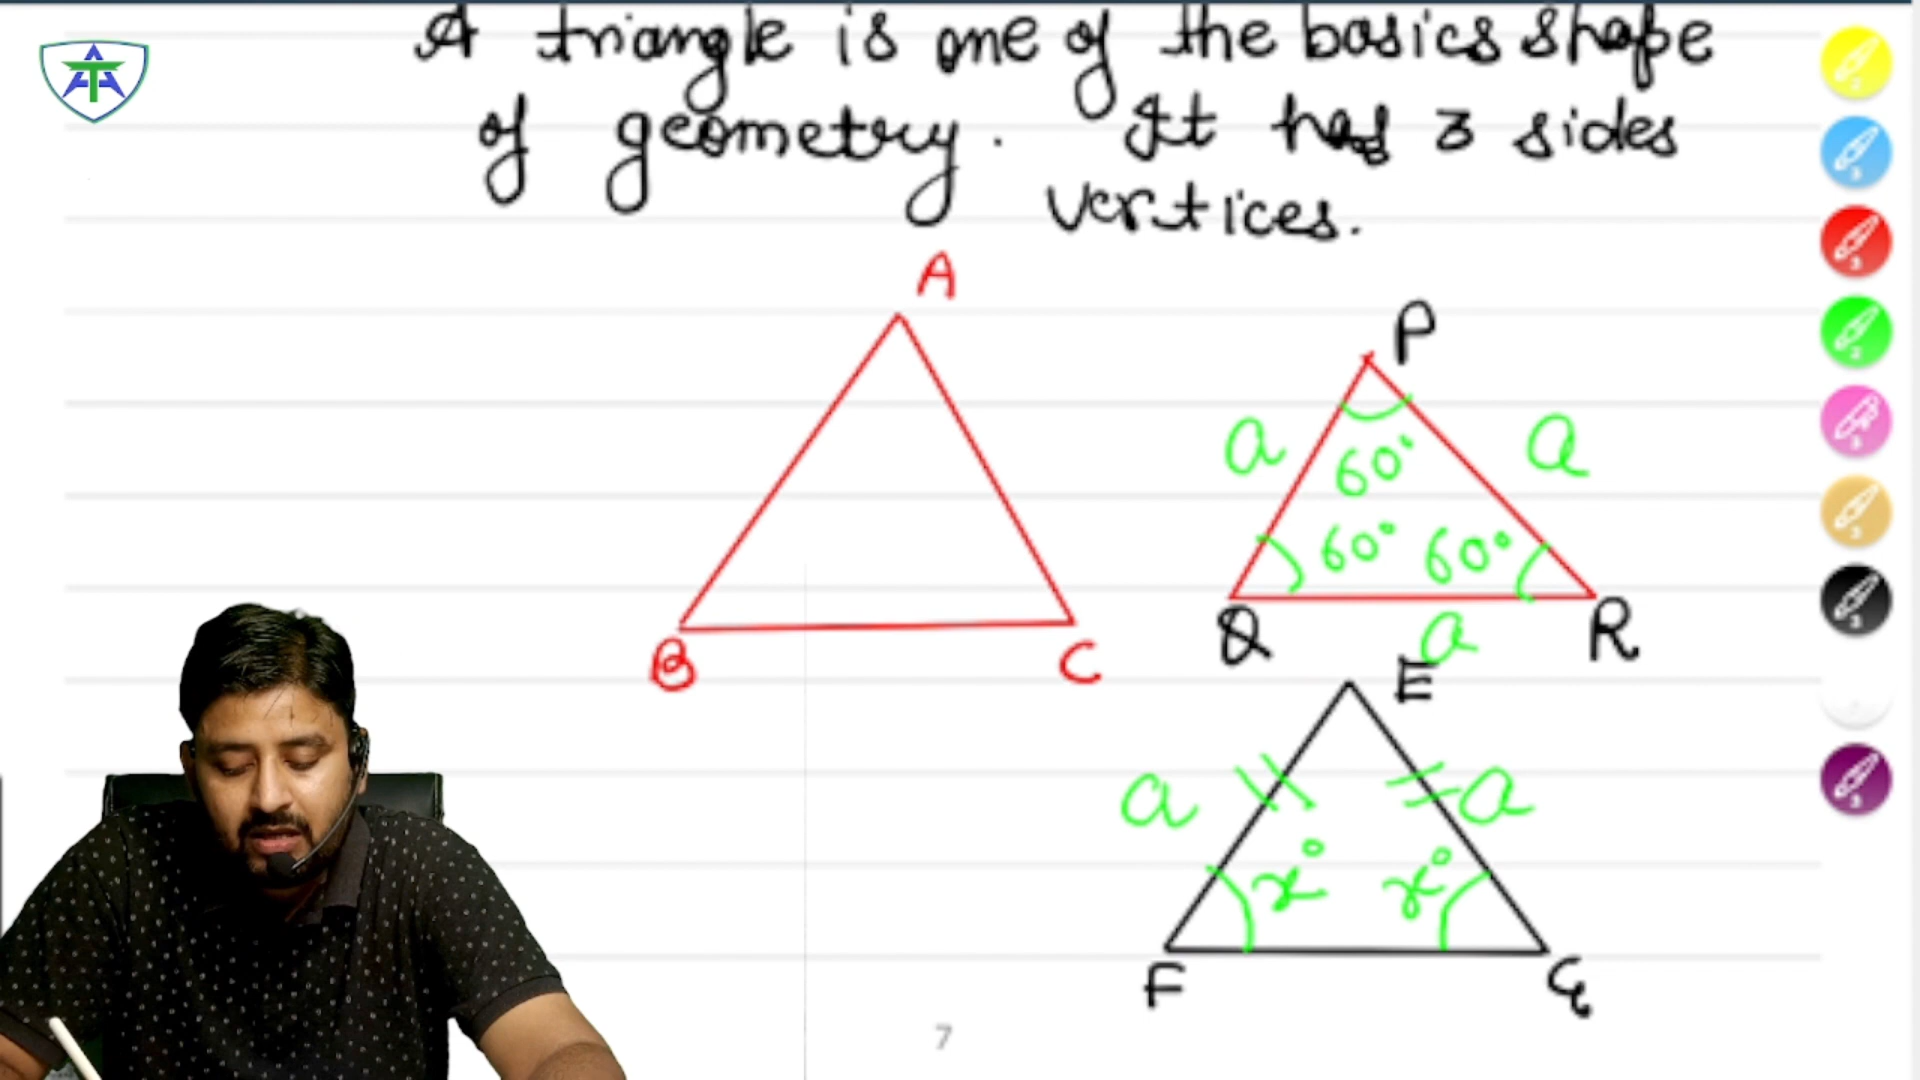 A triangle is one of the basics shape
of geometry. It has 3 sides
vertices.
A
P
a
a
60°
60° 60°
B
C
Q
a
R
E
a
a
x° x°
F
G
7